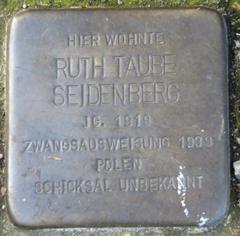 HIER WOHNTE
RUTH TAUBE
SEIDENBERG
JG. 1919
ZWANGSAUSWEISUNG 1939
POLEN
SCHICKSAL UNBEKANNT